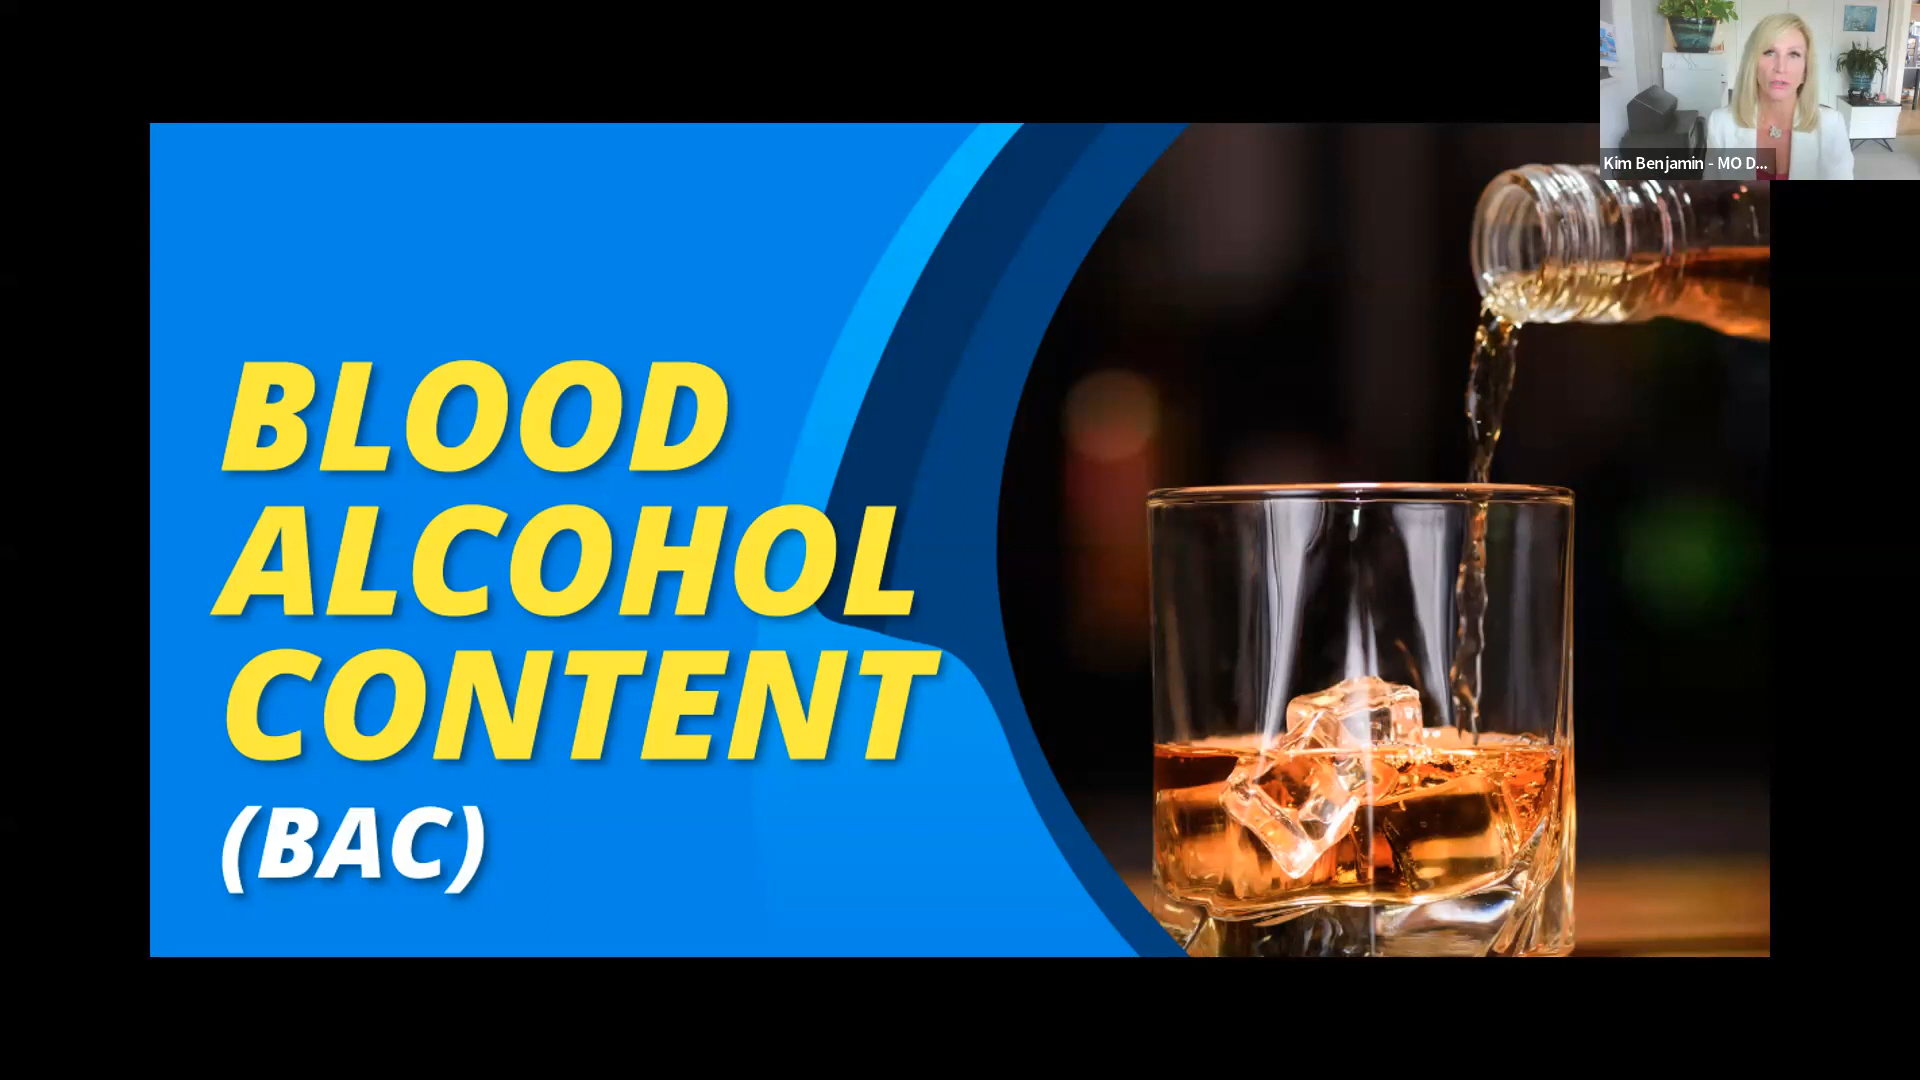 Kim Benjamin - MO D...
BLOOD
ALCOHOL
CONTENT
(BAC)